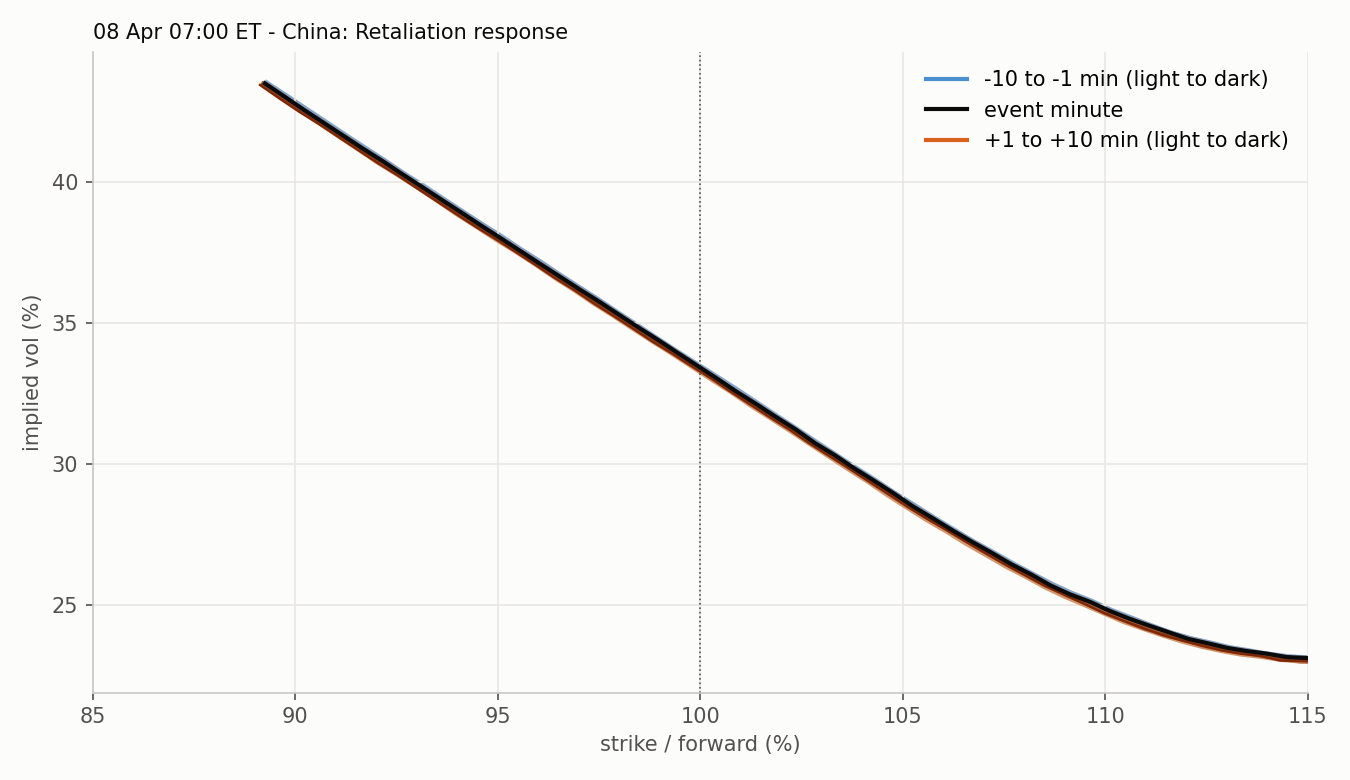 08 Apr 07:00 ET - China: Retaliation response
-10 to -1 min (light to dark)
event minute
+1 to +10 min (light to dark)
implied vol (%)
40
35
30
25
85 90 95 100 105 110 115
strike / forward (%)